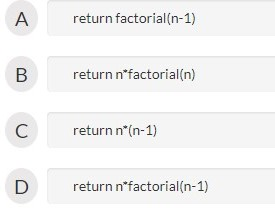 A return factorial(n-1)
B return n*factorial(n)
C return n*(n-1)
D return n*factorial(n-1)